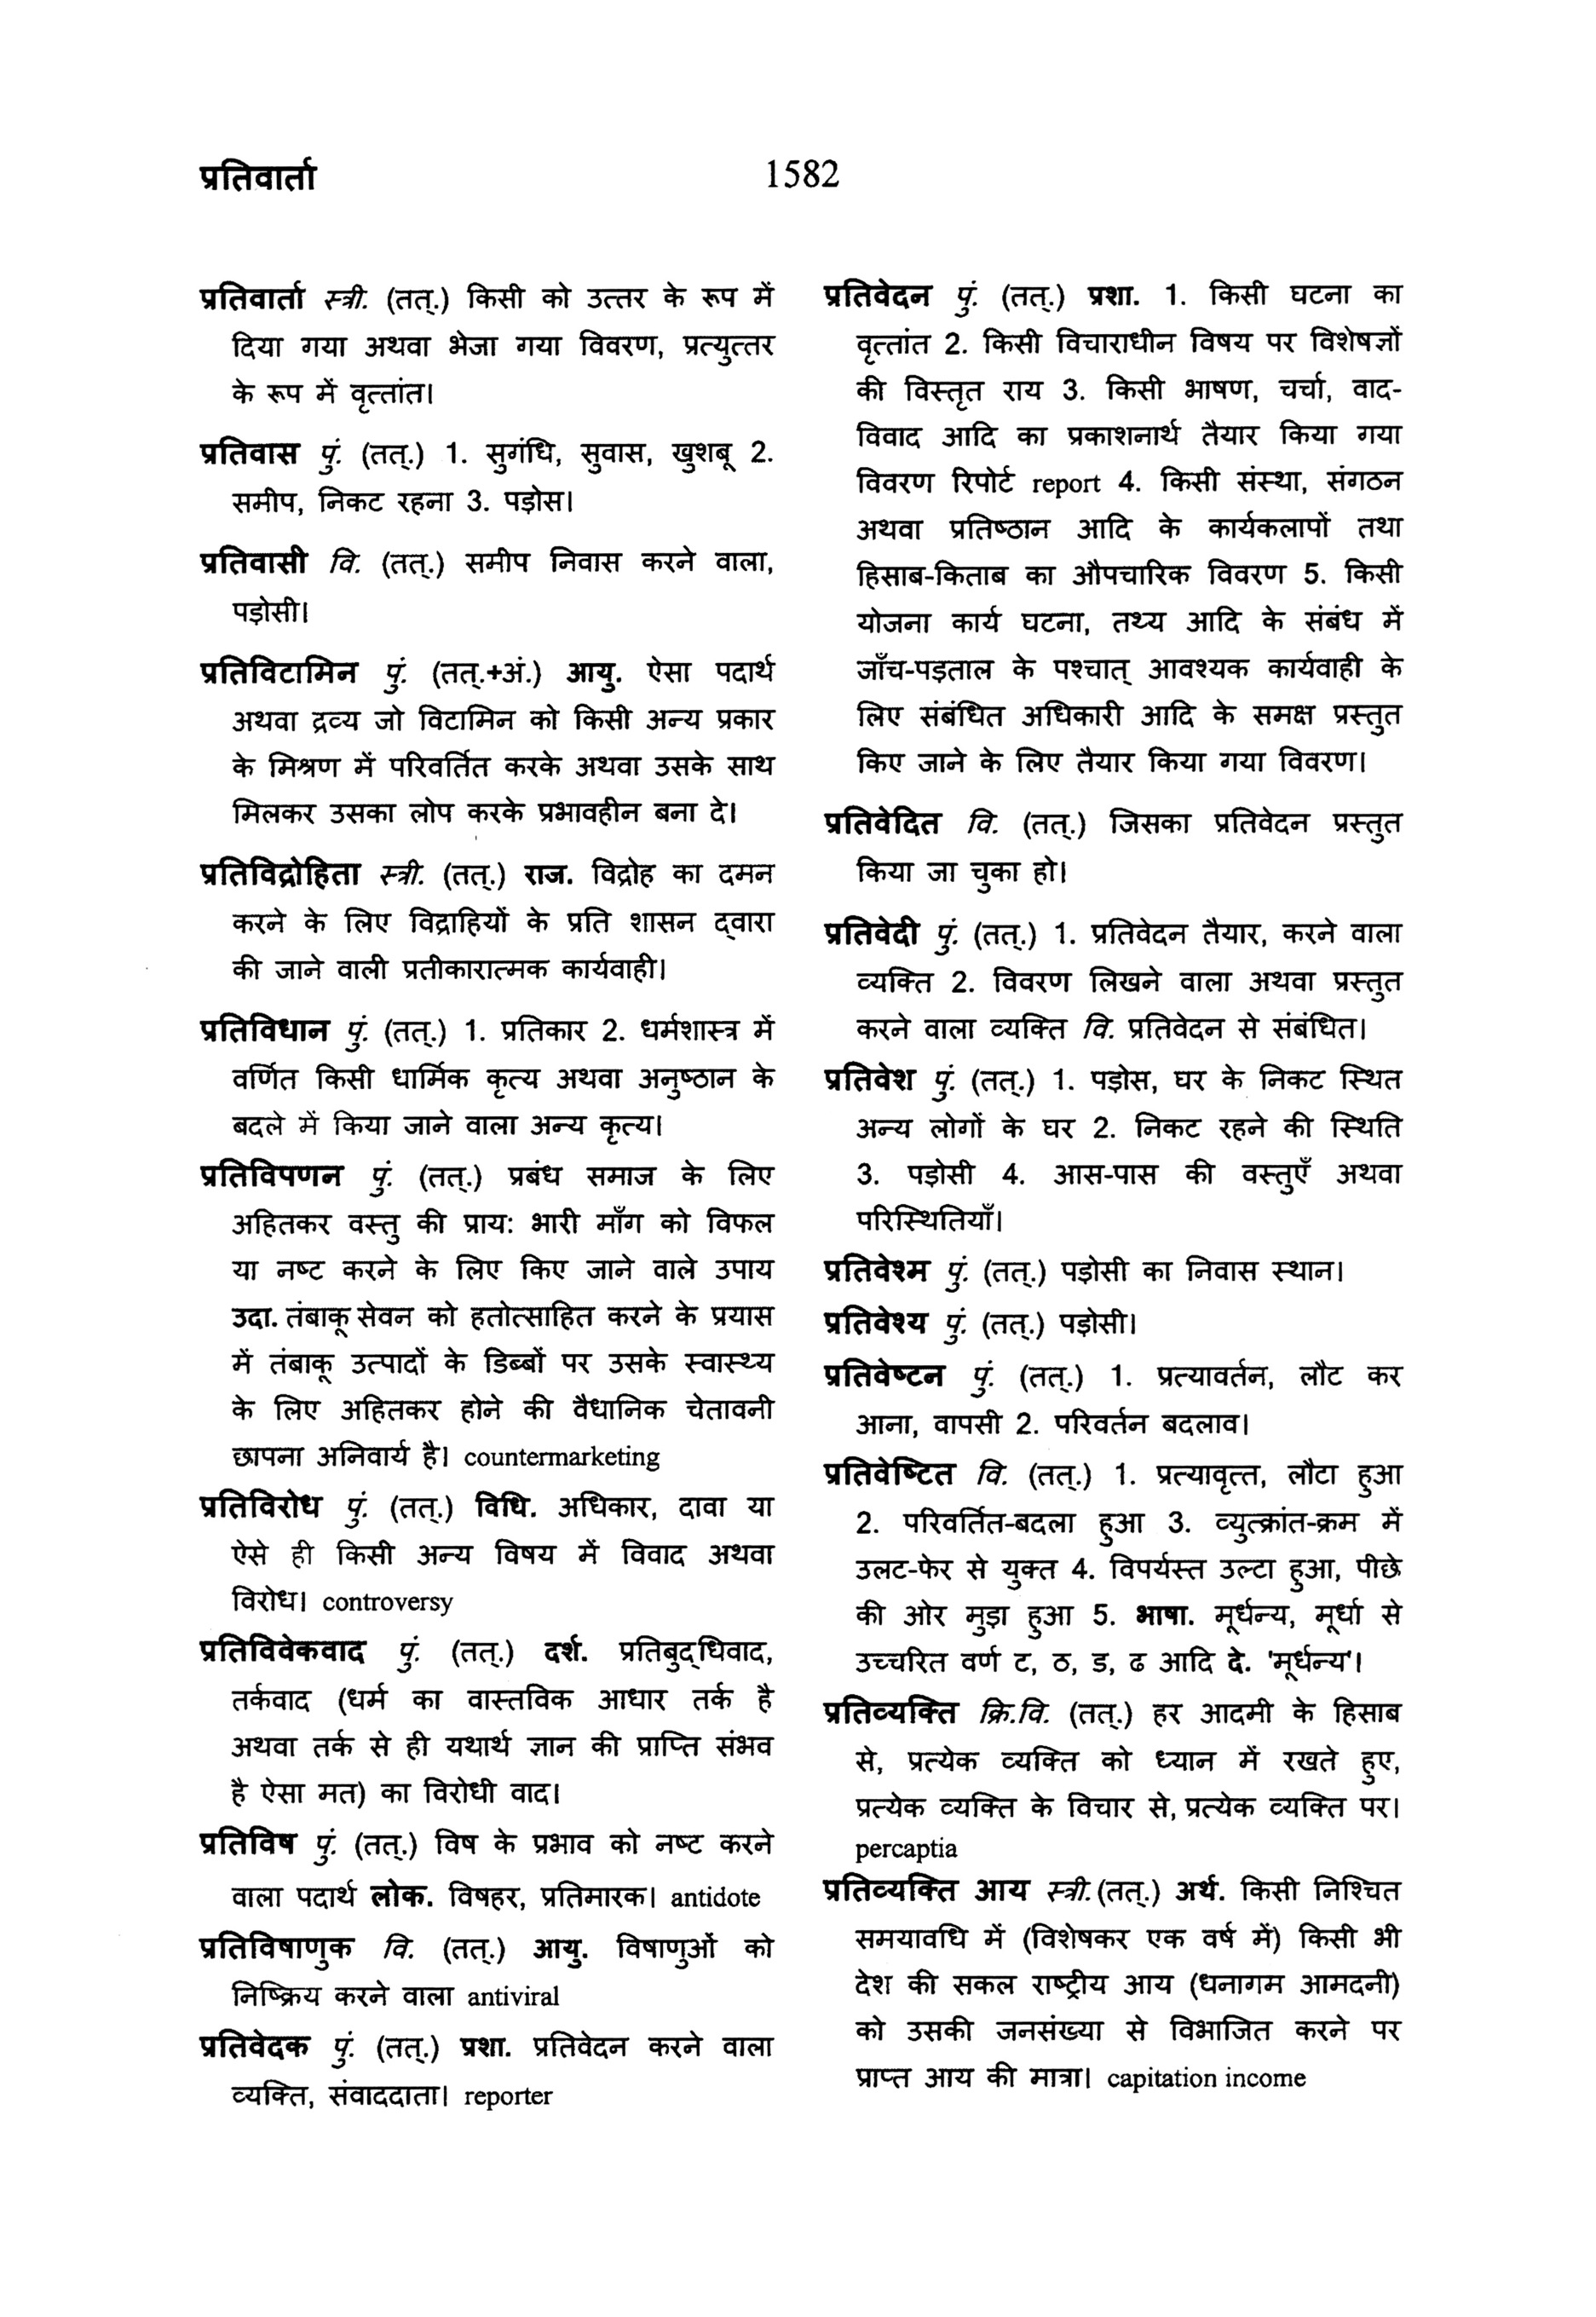 प्रतिवार्ता
1582
प्रतिवार्ता स्त्री. (तत्.) किसी को उत्तर के रूप में
दिया गया अथवा भेजा गया विवरण, प्रत्युत्तर
के रूप में वृत्तांत।
प्रतिवास पुं. (तत्.) 1. सुगंधि, सुवास, खुशबू 2.
समीप, निकट रहना 3. पड़ोस।
प्रतिवासी वि. (तत्.) समीप निवास करने वाला,
पड़ोसी।
प्रतिविटामिन पुं. (तत्.+अं.) आयु. ऐसा पदार्थ
अथवा द्रव्य जो विटामिन को किसी अन्य प्रकार
के मिश्रण में परिवर्तित करके अथवा उसके साथ
मिलकर उसका लोप करके प्रभावहीन बना दे।
प्रतिविद्रोहिता स्त्री. (तत्.) राज. विद्रोह का दमन
करने के लिए विद्राहियों के प्रति शासन द्वारा
की जाने वाली प्रतीकारात्मक कार्यवाही।
प्रतिविधान पुं. (तत्.) 1. प्रतिकार 2. धर्मशास्त्र में
वर्णित किसी धार्मिक कृत्य अथवा अनुष्ठान के
बदले में किया जाने वाला अन्य कृत्य।
प्रतिविपणन पुं. (तत्.) प्रबंध समाज के लिए
अहितकर वस्तु की प्राय: भारी माँग को विफल
या नष्ट करने के लिए किए जाने वाले उपाय
उदा. तंबाकू सेवन को हतोत्साहित करने के प्रयास
में तंबाकू उत्पादों के डिब्बों पर उसके स्वास्थ्य
के लिए अहितकर होने की वैधानिक चेतावनी
छापना अनिवार्य है। countermarketing
प्रतिविरोध पुं. (तत्.) विधि. अधिकार, दावा या
ऐसे ही किसी अन्य विषय में विवाद अथवा
विरोध। controversy
प्रतिविवेकवाद पुं. (तत्.) दर्श. प्रतिबुद्धिवाद,
तर्कवाद (धर्म का वास्तविक आधार तर्क है
अथवा तर्क से ही यथार्थ ज्ञान की प्राप्ति संभव
है ऐसा मत) का विरोधी वाद।
प्रतिविष पुं. (तत्.) विष के प्रभाव को नष्ट करने
वाला पदार्थ लोक. विषहर, प्रतिमारक। antidote
प्रतिविषाणुक वि. (तत्.) आयु. विषाणुओं को
निष्क्रिय करने वाला antiviral
प्रतिवेदक पुं. (तत्.) प्रशा. प्रतिवेदन करने वाला
व्यक्ति, संवाददाता। reporter
प्रतिवेदन पुं. (तत्.) प्रशा. 1. किसी घटना का
वृत्तांत 2. किसी विचाराधीन विषय पर विशेषज्ञों
की विस्तृत राय 3. किसी भाषण, चर्चा, वाद-
विवाद आदि का प्रकाशनार्थ तैयार किया गया
विवरण रिपोर्ट report 4. किसी संस्था, संगठन
अथवा प्रतिष्ठान आदि के कार्यकलापों तथा
हिसाब-किताब का औपचारिक विवरण 5. किसी
योजना कार्य घटना, तथ्य आदि के संबंध में
जाँच-पड़ताल के पश्चात् आवश्यक कार्यवाही के
लिए संबंधित अधिकारी आदि के समक्ष प्रस्तुत
किए जाने के लिए तैयार किया गया विवरण।
प्रतिवेदित वि. (तत्.) जिसका प्रतिवेदन प्रस्तुत
किया जा चुका हो।
प्रतिवेदी पुं. (तत्.) 1. प्रतिवेदन तैयार, करने वाला
व्यक्ति 2. विवरण लिखने वाला अथवा प्रस्तुत
करने वाला व्यक्ति वि. प्रतिवेदन से संबंधित।
प्रतिवेश पुं. (तत्.) 1. पड़ोस, घर के निकट स्थित
अन्य लोगों के घर 2. निकट रहने की स्थिति
3. पड़ोसी 4. आस-पास की वस्तुएँ अथवा
परिस्थितियाँ।
प्रतिवेश्म पुं. (तत्.) पड़ोसी का निवास स्थान।
प्रतिवेश्य पुं. (तत्.) पड़ोसी।
प्रतिवेष्टन पुं. (तत्.) 1. प्रत्यावर्तन, लौट कर
आना, वापसी 2. परिवर्तन बदलाव।
प्रतिवेष्टित वि. (तत्.) 1. प्रत्यावृत्त, लौटा हुआ
2. परिवर्तित-बदला हुआ 3. व्युत्क्रांत-क्रम में
उलट-फेर से युक्त 4. विपर्यस्त उल्टा हुआ, पीछे
की ओर मुड़ा हुआ 5. भाषा. मूर्धन्य, मूर्धा से
उच्चरित वर्ण ट, ठ, ड, ढ आदि दे. 'मूर्धन्य'।
प्रतिव्यक्ति क्रि.वि. (तत्.) हर आदमी के हिसाब
से, प्रत्येक व्यक्ति को ध्यान में रखते हुए,
प्रत्येक व्यक्ति के विचार से, प्रत्येक व्यक्ति पर।
percaptia
प्रतिव्यक्ति आय स्त्री. (तत्.) अर्थ. किसी निश्चित
समयावधि में (विशेषकर एक वर्ष में) किसी भी
देश की सकल राष्ट्रीय आय (धनागम आमदनी)
को उसकी जनसंख्या से विभाजित करने पर
प्राप्त आय की मात्रा। capitation income